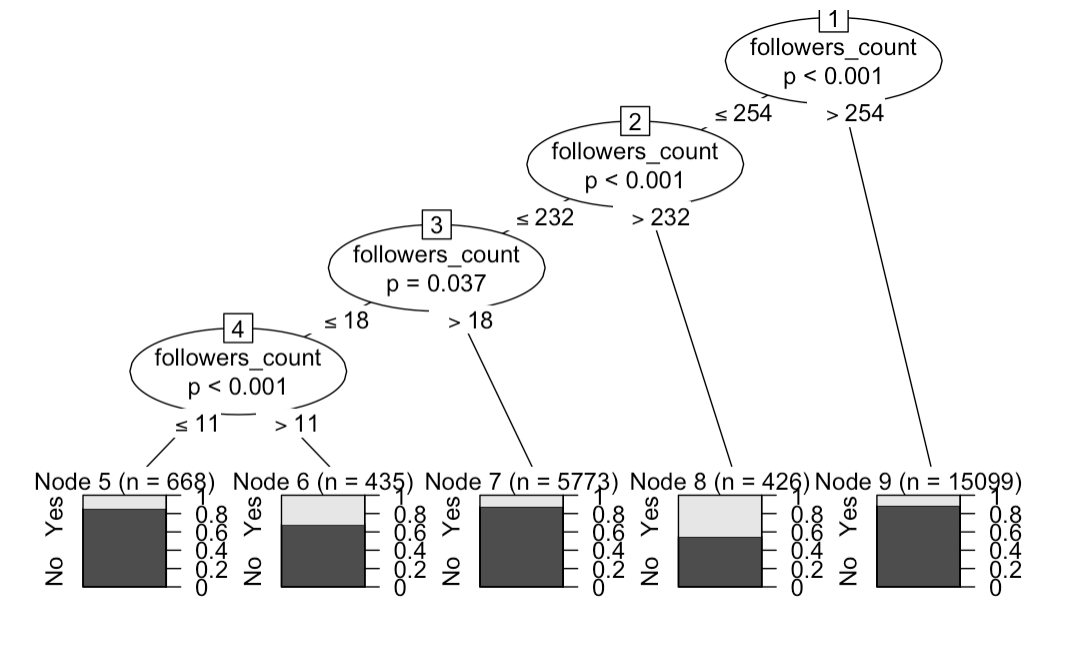 1
followers_count
p < 0.001
≤ 254
> 254
2
followers_count
p < 0.001
≤ 232
> 232
3
followers_count
p = 0.037
≤ 18
> 18
4
followers_count
p < 0.001
≤ 11
> 11
Node 5 (n = 668)
Yes
No
1
0.8
0.6
0.4
0.2
0
Node 6 (n = 435)
Yes
No
1
0.8
0.6
0.4
0.2
0
Node 7 (n = 5773)
Yes
No
1
0.8
0.6
0.4
0.2
0
Node 8 (n = 426)
Yes
No
1
0.8
0.6
0.4
0.2
0
Node 9 (n = 15099)
Yes
No
1
0.8
0.6
0.4
0.2
0